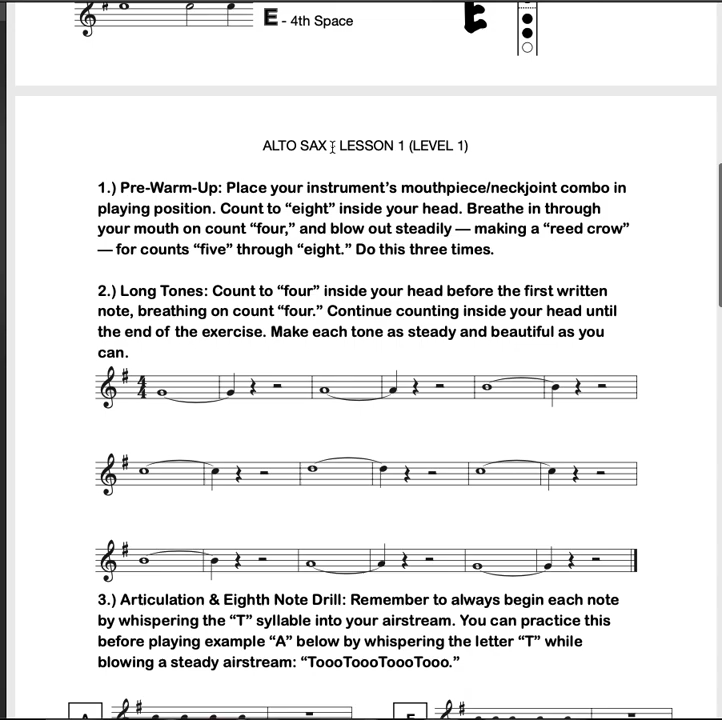 E - 4th Space
E
ALTO SAX - LESSON 1 (LEVEL 1)
1.) Pre-Warm-Up: Place your instrument’s mouthpiece/neckjoint combo in
playing position. Count to “eight” inside your head. Breathe in through
your mouth on count “four,” and blow out steadily — making a “reed crow”
— for counts “five” through “eight.” Do this three times.
2.) Long Tones: Count to “four” inside your head before the first written
note, breathing on count “four.” Continue counting inside your head until
the end of the exercise. Make each tone as steady and beautiful as you
can.
4
4
3.) Articulation & Eighth Note Drill: Remember to always begin each note
by whispering the “T” syllable into your airstream. You can practice this
before playing example “A” below by whispering the letter “T” while
blowing a steady airstream: “ToooToooToooTooo.”
A